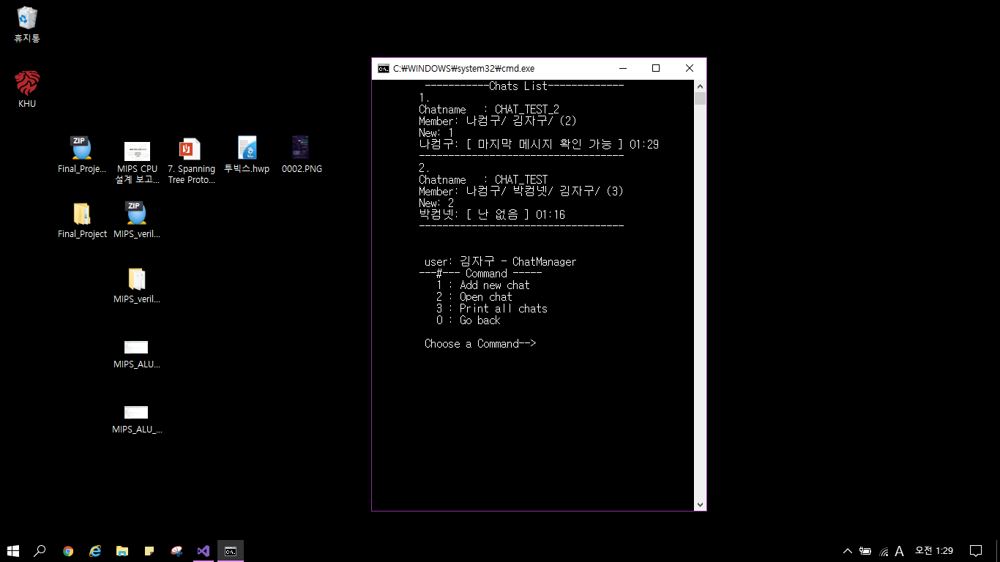 휴지통
KHU
Final_Proje...
MIPS CPU
설계 보고...
7. Spanning
Tree Proto...
투빅스.hwp
0002.PNG
Final_Project
MIPS_veril...
MIPS_veril...
MIPS_ALU...
MIPS_ALU_...
C:₩WINDOWS₩system32₩cmd.exe
-----------Chats List-------------
1.
Chatname   : CHAT_TEST_2
Member: 나컴구/ 김자구/ (2)
New: 1
나컴구: [ 마지막 메시지 확인 가능 ] 01:29
-----------------------------------
2.
Chatname   : CHAT_TEST
Member: 나컴구/ 박컴넷/ 김자구/ (3)
New: 2
박컴넷: [ 난 없음 ] 01:16
-----------------------------------
user: 김자구 - ChatManager
---#--- Command -----
1 : Add new chat
2 : Open chat
3 : Print all chats
0 : Go back
Choose a Command-->
ZIP
ZIP
A
오전 1:29